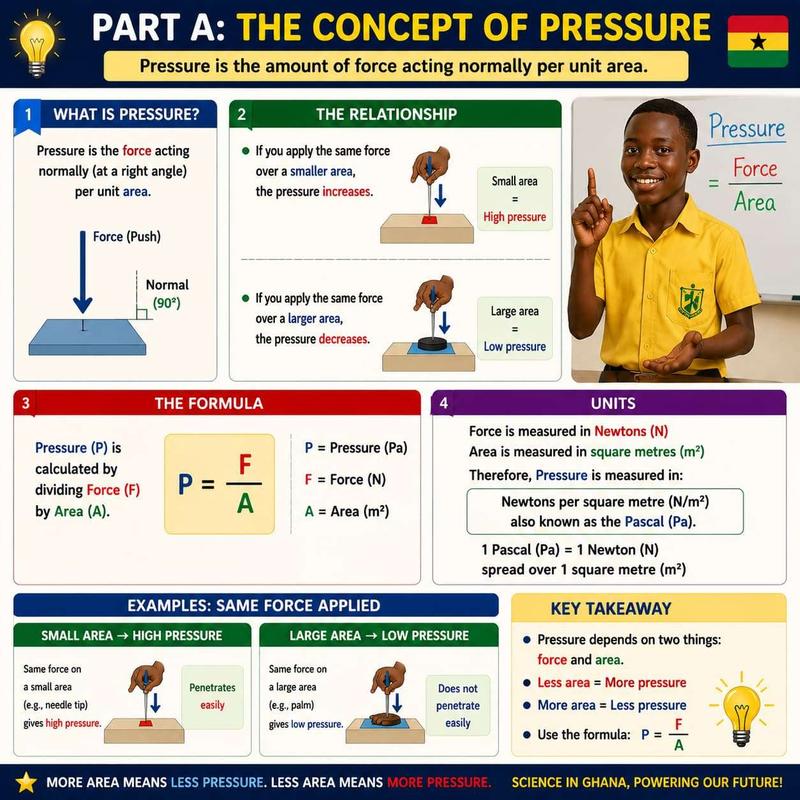 PART A: THE CONCEPT OF PRESSURE
Pressure is the amount of force acting normally per unit area.
1 WHAT IS PRESSURE?
Pressure is the force acting
normally (at a right angle)
per unit area.
Force (Push)
Normal
(90²)
2 THE RELATIONSHIP
• If you apply the same force
over a smaller area,
the pressure increases.
Small area
=
High pressure
• If you apply the same force
over a larger area,
the pressure decreases.
Large area
=
Low pressure
Pressure
= Force
Area
3 THE FORMULA
Pressure (P) is
calculated by
dividing Force (F)
by Area (A).
P = F
A
P = Pressure (Pa)
F = Force (N)
A = Area (m²)
4 UNITS
Force is measured in Newtons (N)
Area is measured in square metres (m²)
Therefore, Pressure is measured in:
Newtons per square metre (N/m²)
also known as the Pascal (Pa).
1 Pascal (Pa) = 1 Newton (N)
spread over 1 square metre (m²)
EXAMPLES: SAME FORCE APPLIED
SMALL AREA → HIGH PRESSURE
Same force on
a small area
(e.g., needle tip)
gives high pressure.
Penetrates
easily
LARGE AREA → LOW PRESSURE
Same force on
a large area
(e.g., palm)
gives low pressure.
Does not
penetrate
easily
KEY TAKEAWAY
• Pressure depends on two things:
force and area.
• Less area = More pressure
• More area = Less pressure
• Use the formula: P = F
A
MORE AREA MEANS LESS PRESSURE. LESS AREA MEANS MORE PRESSURE.
SCIENCE IN GHANA, POWERING OUR FUTURE!